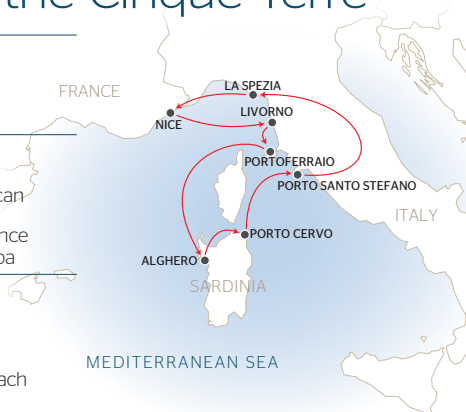 the Cinque Terre
FRANCE
LA SPEZIA
LIVORNO
NICE
PORTOFERRAIO
PORTO SANTO STEFANO
can
ITALY
nce
PORTO CERVO
oa
ALGHERO
SARDINIA
MEDITERRANEAN SEA
ach